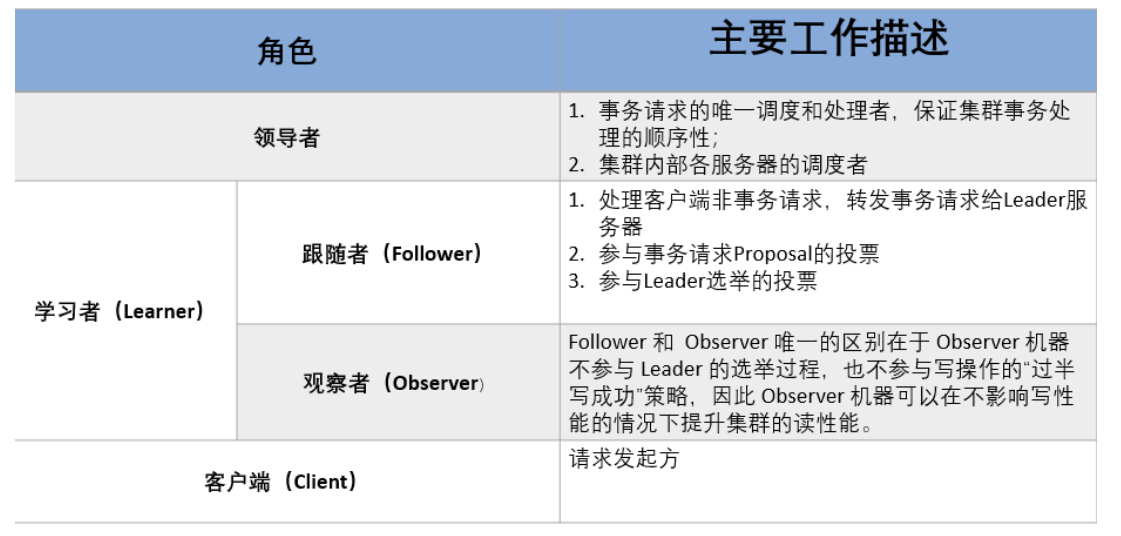 角色
主要工作描述
领导者
1. 事务请求的唯一调度和处理者，保证集群事务处
理的顺序性；
2. 集群内部各服务器的调度者
学习者（Learner）
跟随者（Follower）
1. 处理客户端非事务请求，转发事务请求给Leader服
务器
2. 参与事务请求Proposal的投票
3. 参与Leader选举的投票
观察者（Observer）
Follower 和 Observer 唯一的区别在于 Observer 机器
不参与 Leader 的选举过程，也不参与写操作的“过半
写成功”策略，因此 Observer 机器可以在不影响写性
能的情况下提升集群的读性能。
客户端（Client）
请求发起方